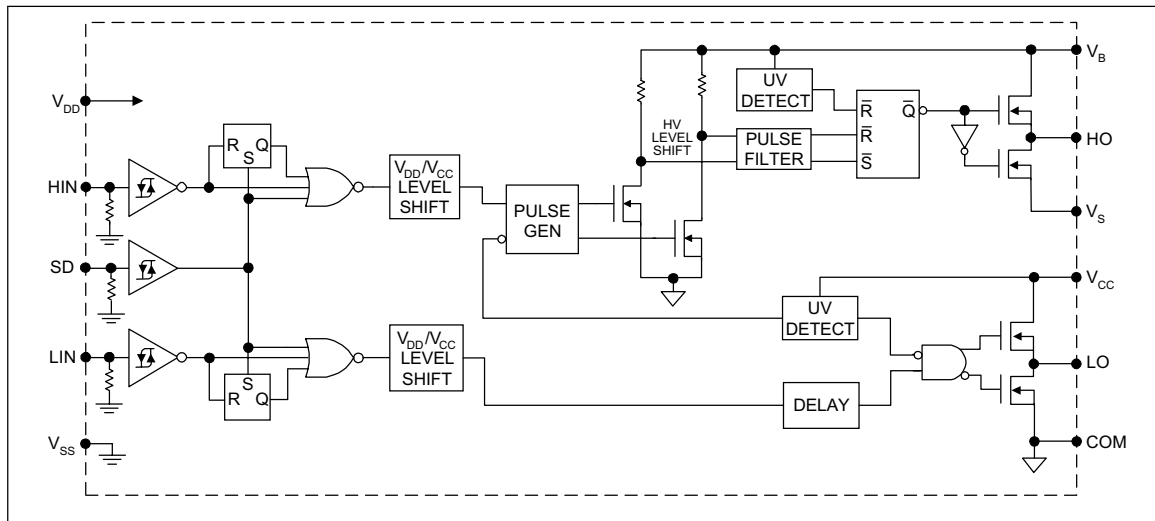 V_B
UV
DETECT
V_DD
HV
LEVEL
SHIFT
R̅
Q̅
R̅
S̅
PULSE
FILTER
HO
R
Q
S
V_DD/V_CC
LEVEL
SHIFT
HIN
PULSE
GEN
V_S
SD
V_CC
UV
DETECT
LIN
V_DD/V_CC
LEVEL
SHIFT
S
R
Q
LO
DELAY
V_SS
COM